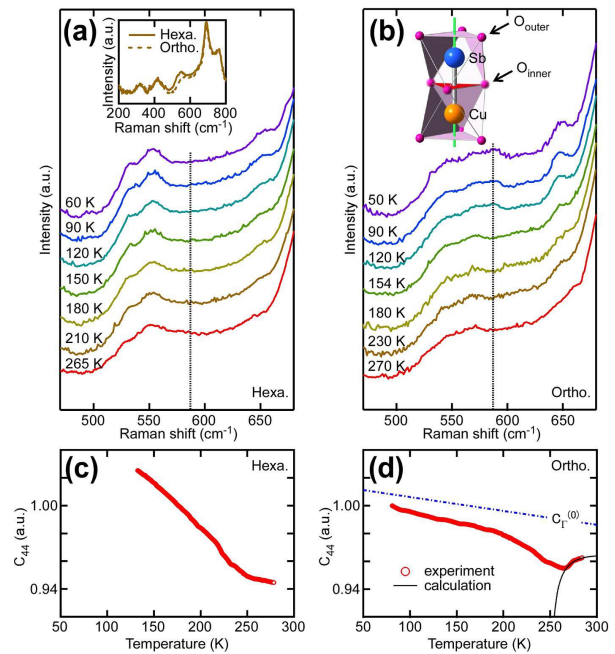 (a)
Hexa.
Ortho.
Intensity (a.u.)
200 400 600 800
Raman shift (cm-1)
60 K
90 K
120 K
150 K
180 K
210 K
265 K
Hexa.
Intensity (a.u.)
500 550 600 650
Raman shift (cm-1)
(b)
Oouter
Sb
Oinner
Cu
50 K
90 K
120 K
154 K
180 K
230 K
270 K
Ortho.
Intensity (a.u.)
500 550 600 650
Raman shift (cm-1)
(c)
Hexa.
C44 (a.u.)
1.00
0.94
50 100 150 200 250 300
Temperature (K)
(d)
Ortho.
CΓ(0)
C44 (a.u.)
1.00
0.94
experiment
calculation
50 100 150 200 250 300
Temperature (K)